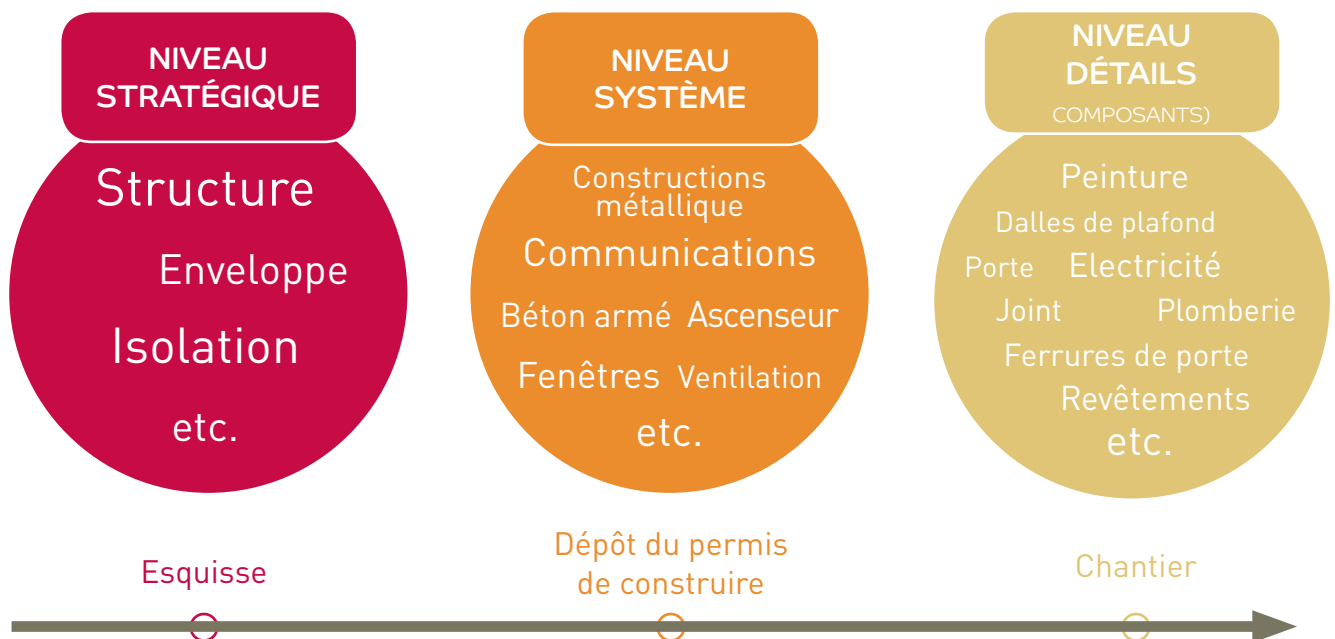 NIVEAU
STRATÉGIQUE
Structure
Enveloppe
Isolation
etc.
NIVEAU
SYSTÈME
Constructions
métallique
Communications
Béton armé Ascenseur
Fenêtres Ventilation
etc.
NIVEAU
DÉTAILS
COMPOSANTS)
Peinture
Dalles de plafond
Porte Electricité
Joint Plomberie
Ferrures de porte
Revêtements
etc.
Esquisse
Dépôt du permis
de construire
Chantier